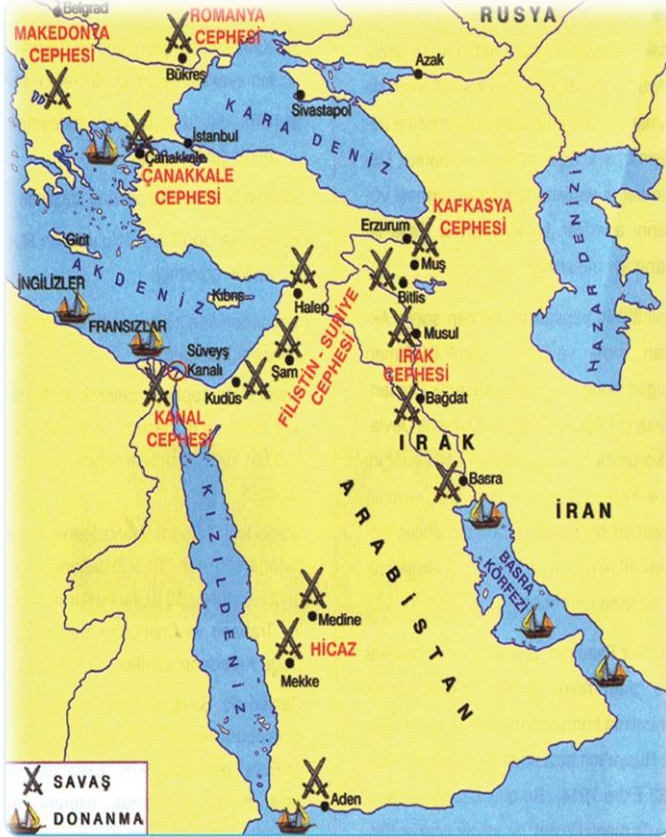 Belgrad
ROMANYA
CEPHESİ
RUSYA
MAKEDONYA
CEPHESİ
Bükreş
Azak
Sivastapol
KARA DENİZ
İstanbul
Çanakkale
ÇANAKKALE
CEPHESİ
KAFKASYA
CEPHESİ
Erzurum
Muş
Bitlis
HAZAR DENİZİ
Girit
AKDENİZ
Kıbrıs
Halep
İNGİLİZLER
FRANSIZLAR
Musul
IRAK
CEPHESİ
FİLİSTİN - SURİYE
CEPHESİ
Süveyş
Kanalı
Şam
Kudüs
Bağdat
KANAL
CEPHESİ
IRAK
Basra
İRAN
KIZILDENİZ
ARABİSTAN
BASRA
KÖRFEZİ
Medine
HİCAZ
Mekke
Aden
SAVAŞ
DONANMA